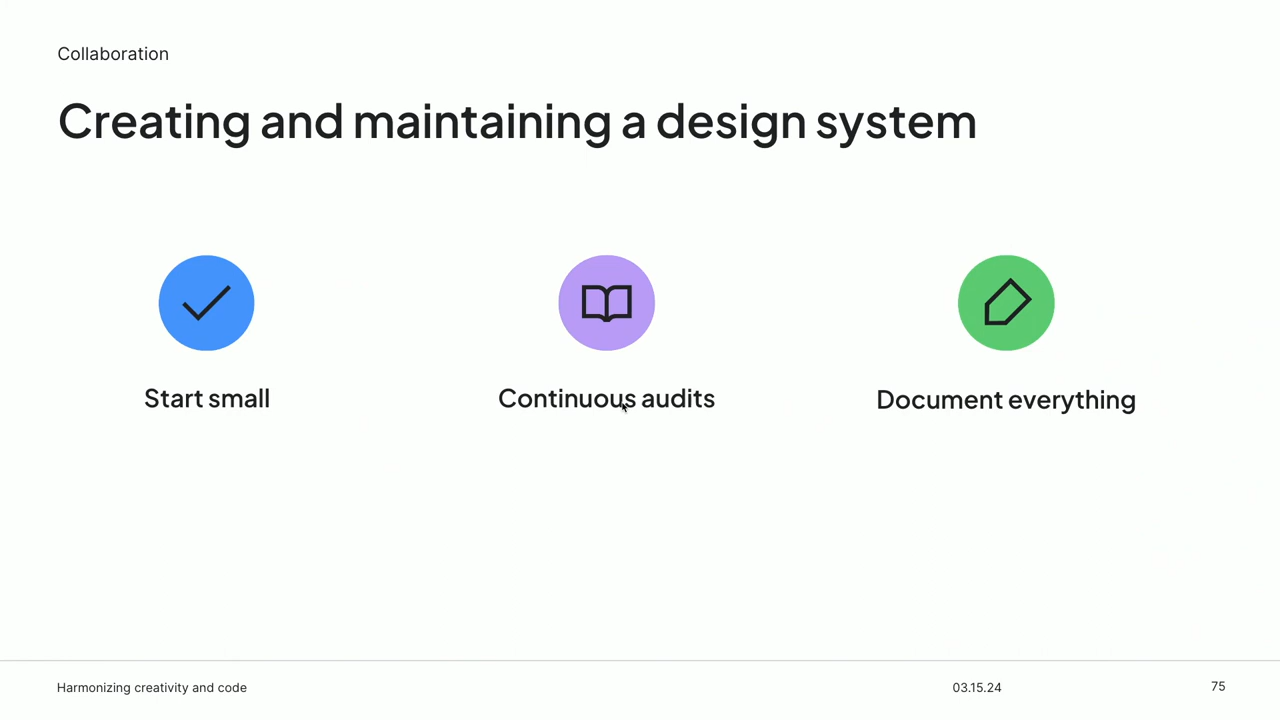 Collaboration
Creating and maintaining a design system
Start small
Continuous audits
Document everything
Harmonizing creativity and code
03.15.24
75